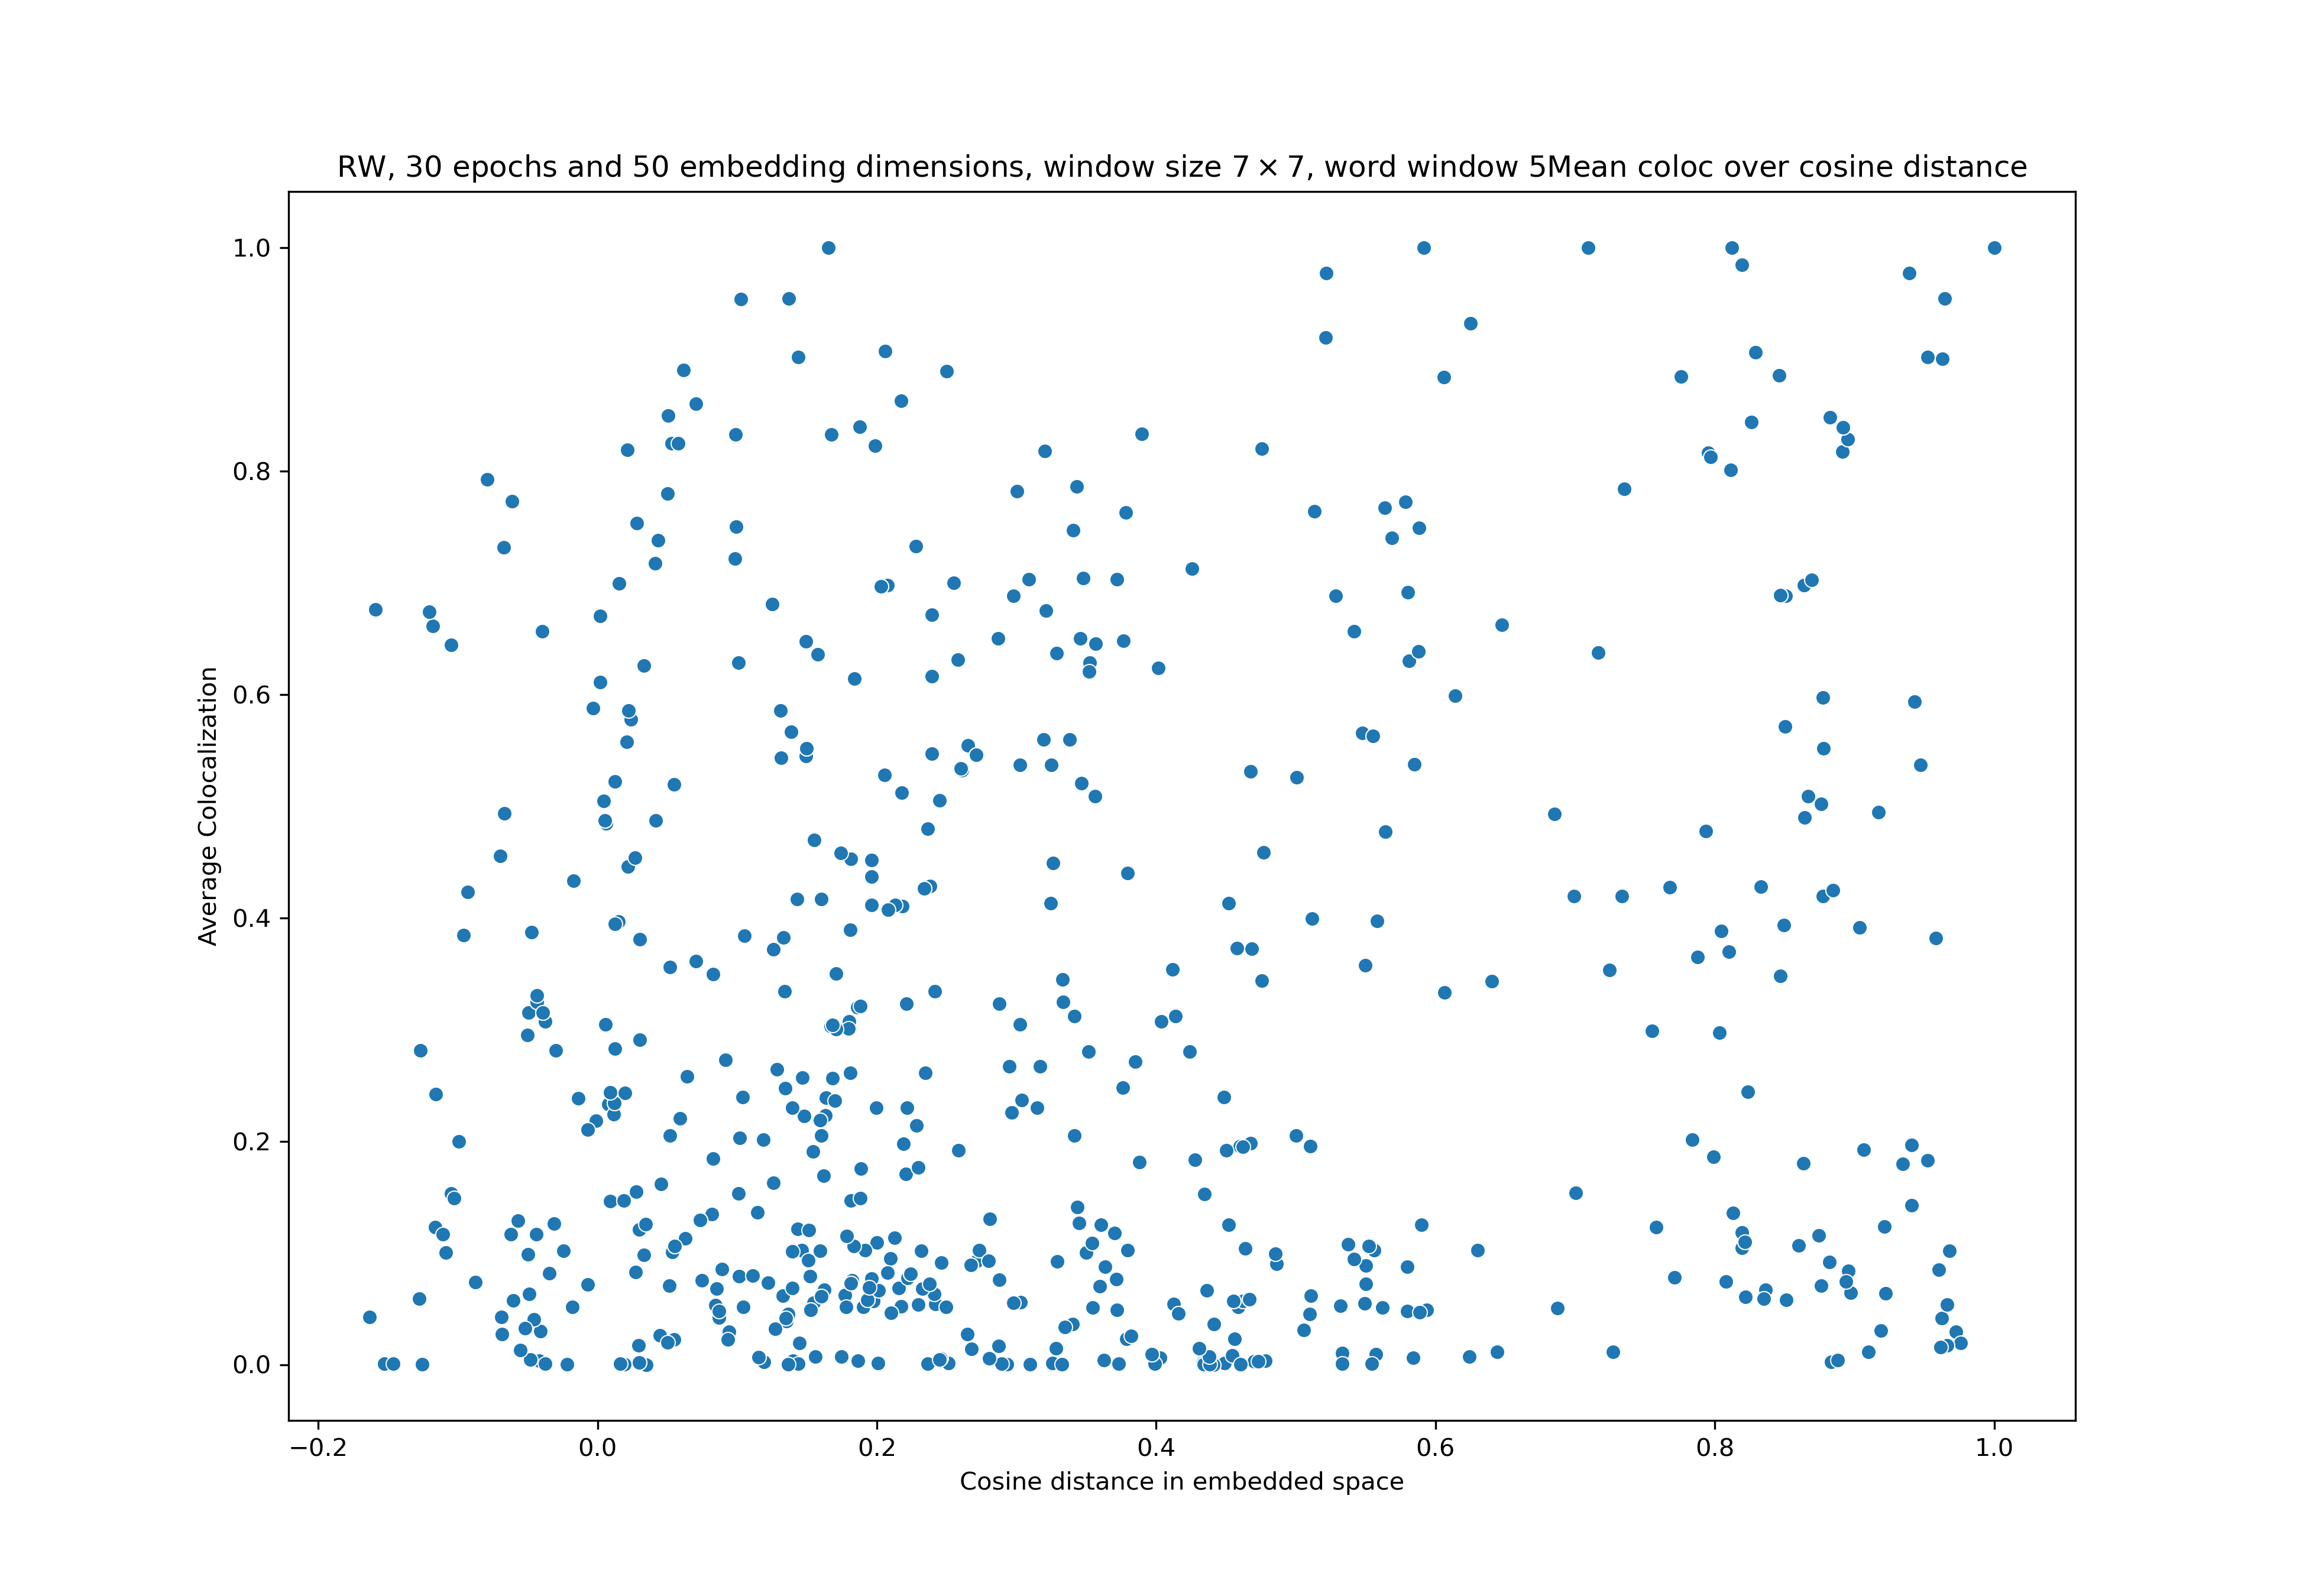 RW, 30 epochs and 50 embedding dimensions, window size 7 × 7, word window 5Mean coloc over cosine distance
1.0
0.8
0.6
0.4
0.2
0.0
Average Colocalization
−0.2 0.0 0.2 0.4 0.6 0.8 1.0
Cosine distance in embedded space